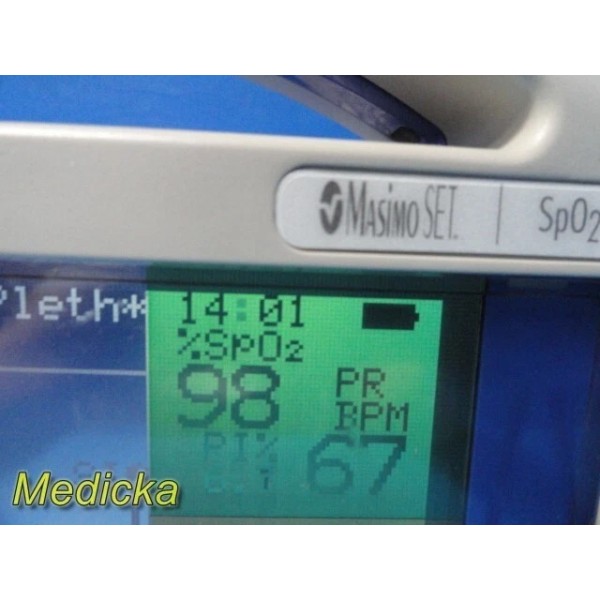 MASIMO SET. SpO2
Pleth*
14:01
%SpO2
98 PR
BPM
PI% 67
Medicka